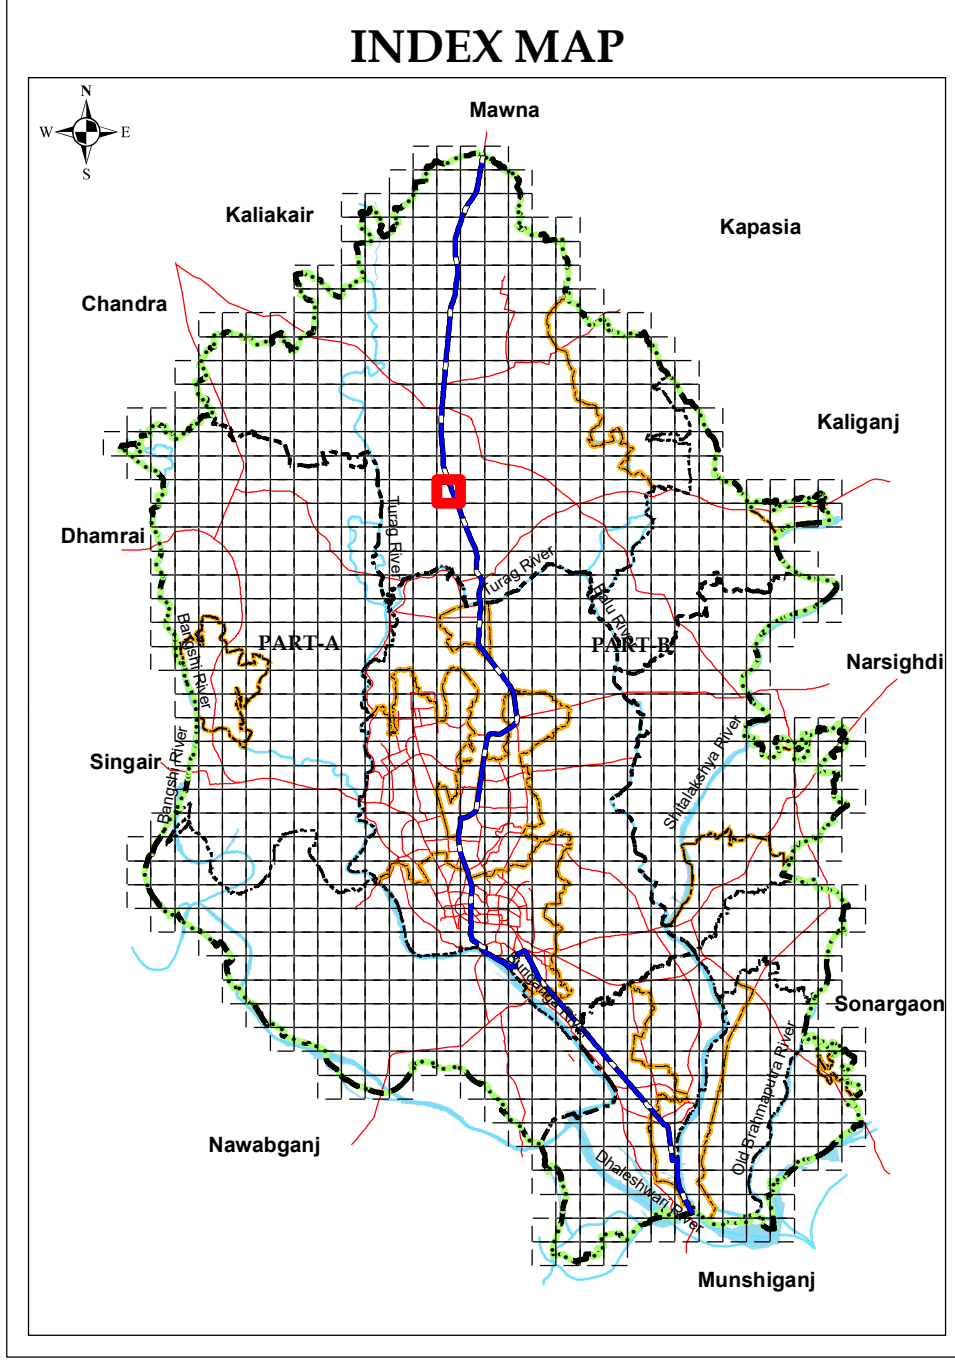 INDEX MAP
N
W E
S
Mawna
Kaliakair
Kapasia
Chandra
Kaliganj
Dhamrai
Turag River
Turag River
Balu River
PART-A
PART-B
Bangshi River
Narsighdi
Singair
Bangshi River
Shitalakshya River
Buriganga River
Sonargaon
Old Brahmaputra River
Nawabganj
Dhaleshwari River
Munshiganj